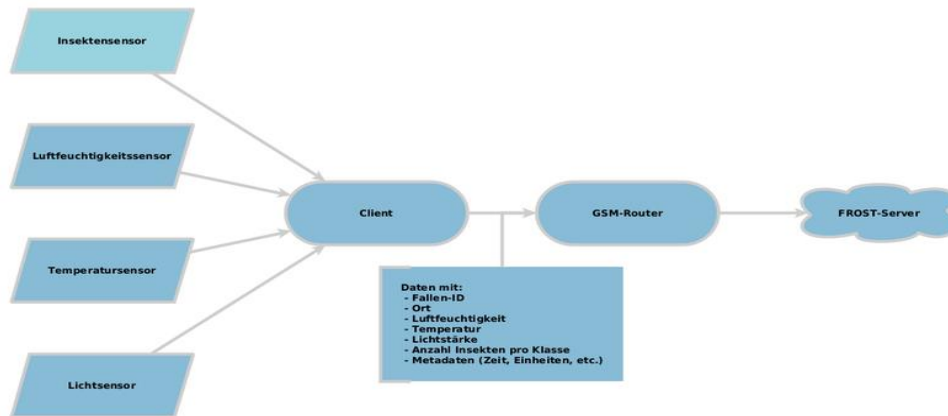 Insektensensor
Luftfeuchtigkeitssensor
Temperatursensor
Lichtsensor
Client
GSM-Router
FROST-Server
Daten mit:
- Fallen-ID
- Ort
- Luftfeuchtigkeit
- Temperatur
- Lichtstärke
- Anzahl Insekten pro Klasse
- Metadaten (Zeit, Einheiten, etc.)